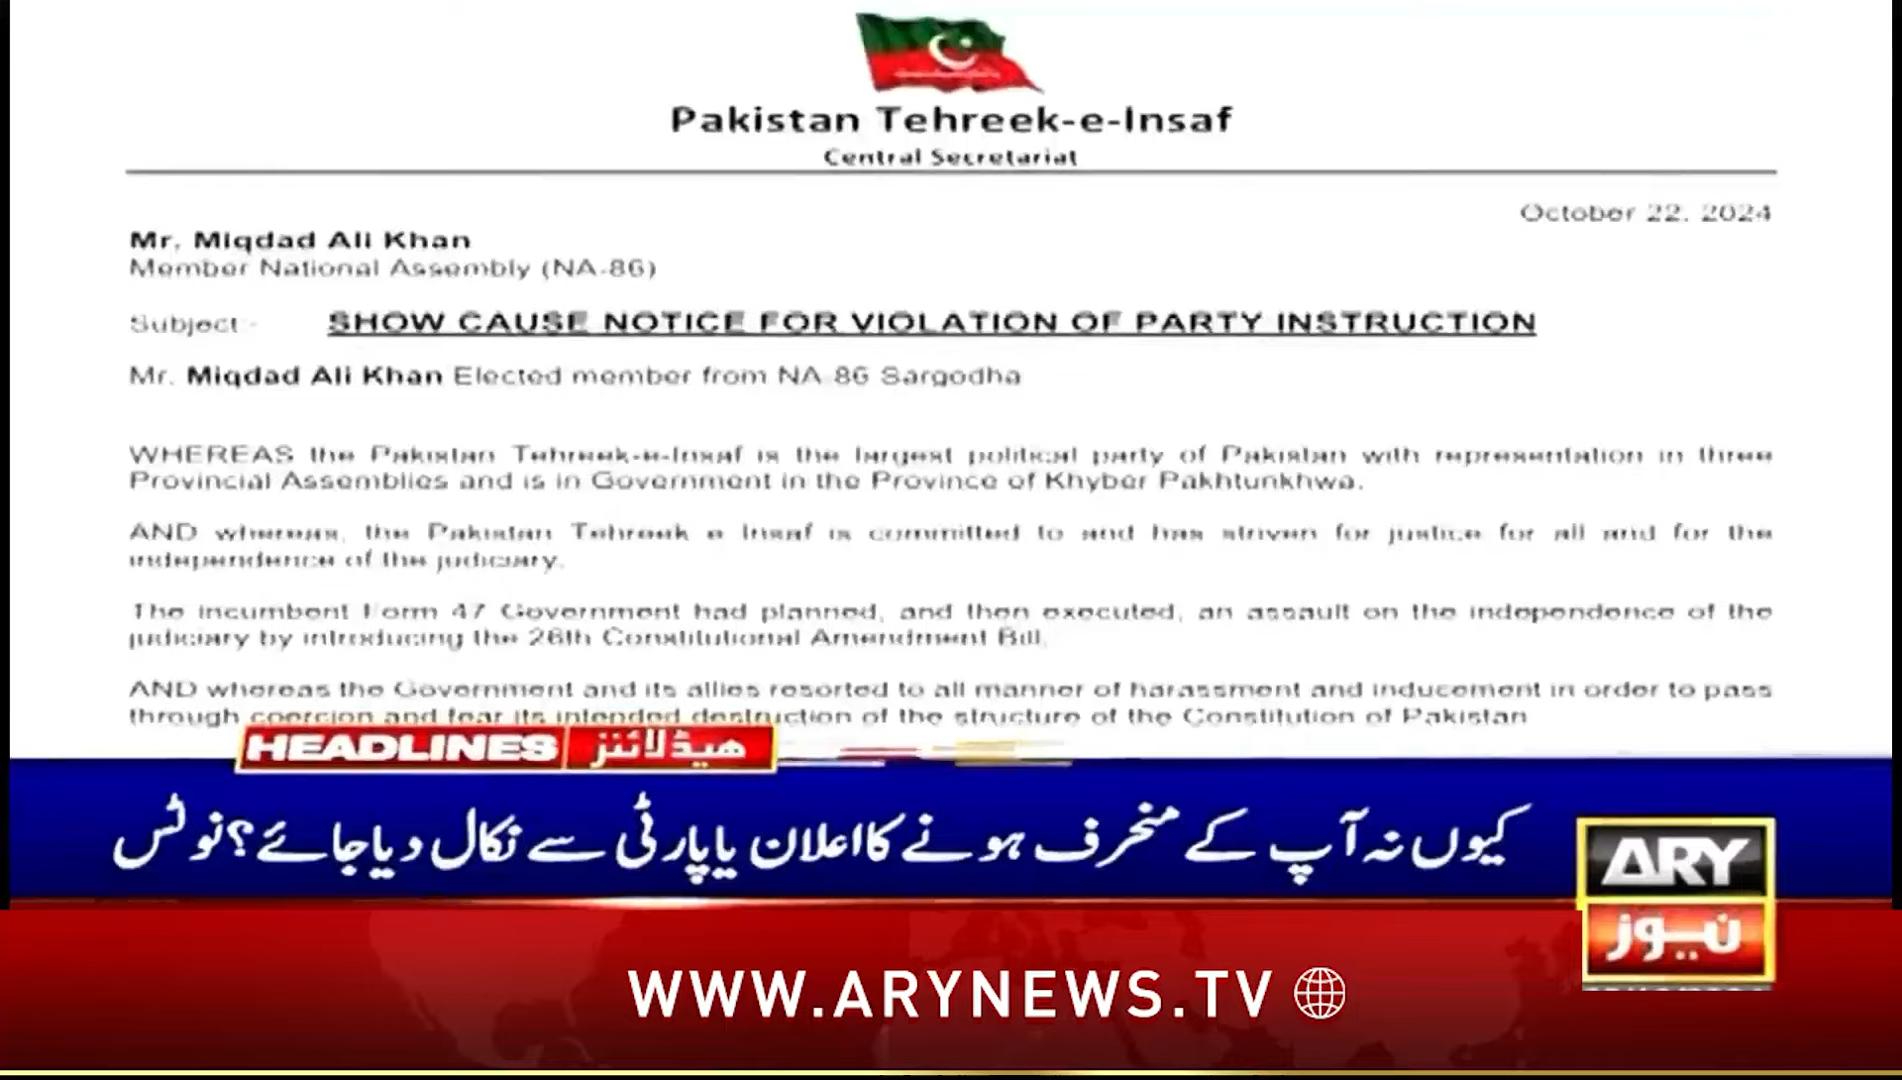 Pakistan Tehreek-e-Insaf
Central Secretariat
October 22, 2024
Mr. Miqdad Ali Khan
Member National Assembly (NA-86)
Subject:- SHOW CAUSE NOTICE FOR VIOLATION OF PARTY INSTRUCTION
Mr. Miqdad Ali Khan Elected member from NA-86 Sargodha
WHEREAS the Pakistan Tehreek-e-Insaf is the largest political party of Pakistan with representation in three
Provincial Assemblies and is in Government in the Province of Khyber Pakhtunkhwa.
AND whereas, the Pakistan Tehreek e Insaf is committed to and has striven for justice for all and for the
independence of the judiciary.
The incumbent Form 47 Government had planned, and then executed, an assault on the independence of the
judiciary by introducing the 26th Constitutional Amendment Bill.
AND whereas the Government and its allies resorted to all manner of harassment and inducement in order to pass
through coercion and fear its intended destruction of the structure of the Constitution of Pakistan
HEADLINES ہیڈلائنز
کیوں نہ آپ کے منحرف ہونے کا اعلان یا پارٹی سے نکال دیا جائے؟ نوٹس
ARY
نیوز
WWW.ARYNEWS.TV